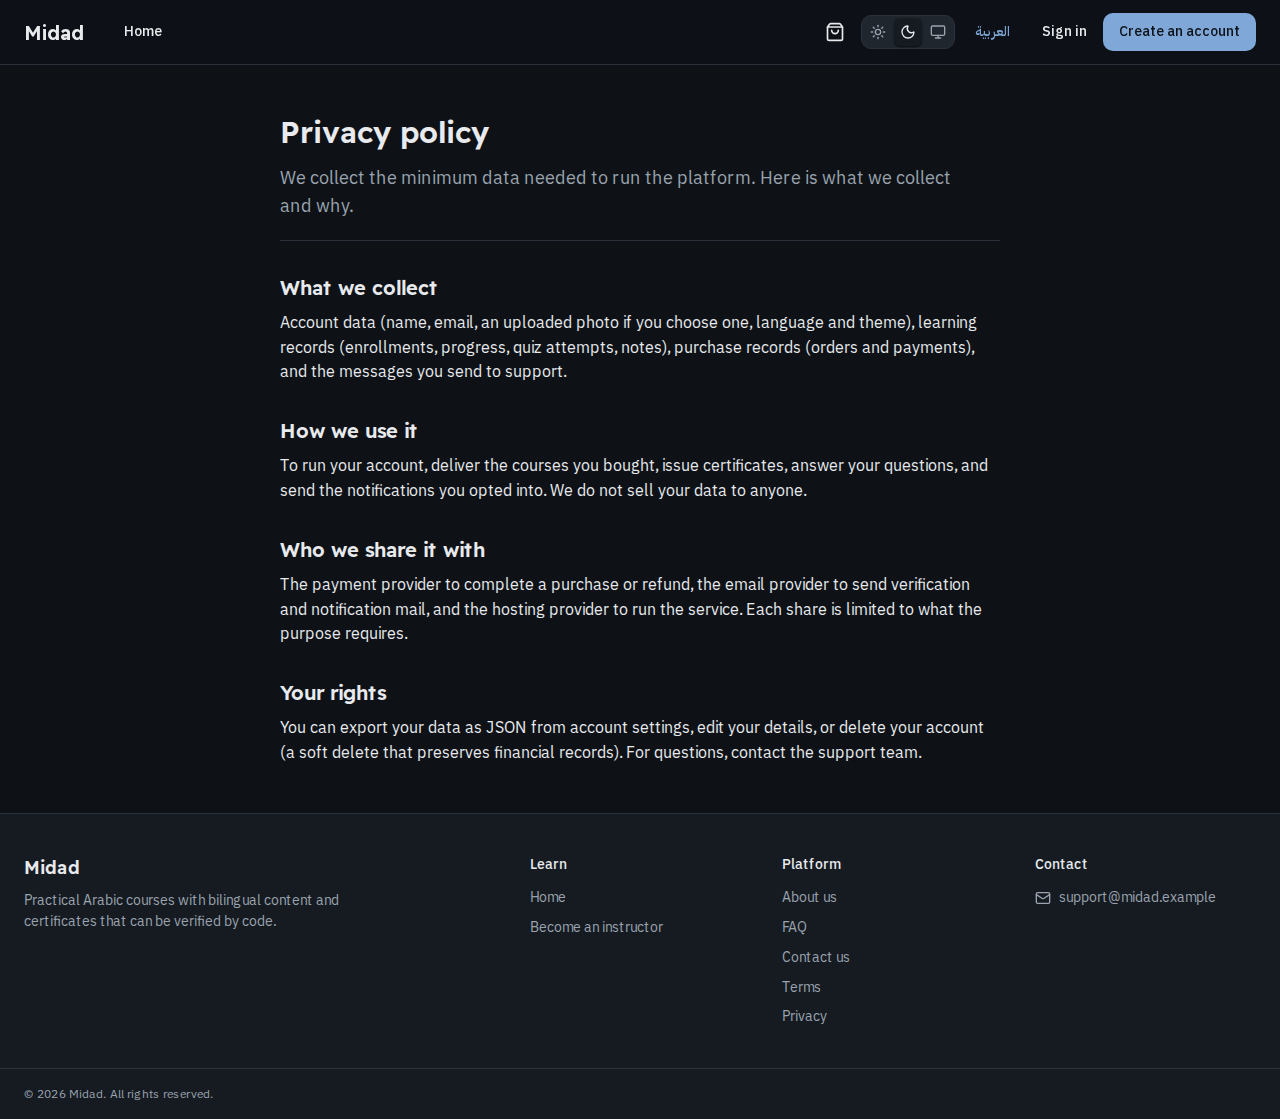 Midad
Home
العربية
Sign in
Create an account
Privacy policy
We collect the minimum data needed to run the platform. Here is what we collect
and why.
What we collect
Account data (name, email, an uploaded photo if you choose one, language and theme), learning
records (enrollments, progress, quiz attempts, notes), purchase records (orders and payments),
and the messages you send to support.
How we use it
To run your account, deliver the courses you bought, issue certificates, answer your questions, and
send the notifications you opted into. We do not sell your data to anyone.
Who we share it with
The payment provider to complete a purchase or refund, the email provider to send verification
and notification mail, and the hosting provider to run the service. Each share is limited to what the
purpose requires.
Your rights
You can export your data as JSON from account settings, edit your details, or delete your account
(a soft delete that preserves financial records). For questions, contact the support team.
Midad
Practical Arabic courses with bilingual content and
certificates that can be verified by code.
Learn
Home
Become an instructor
Platform
About us
FAQ
Contact us
Terms
Privacy
Contact
support@midad.example
© 2026 Midad. All rights reserved.